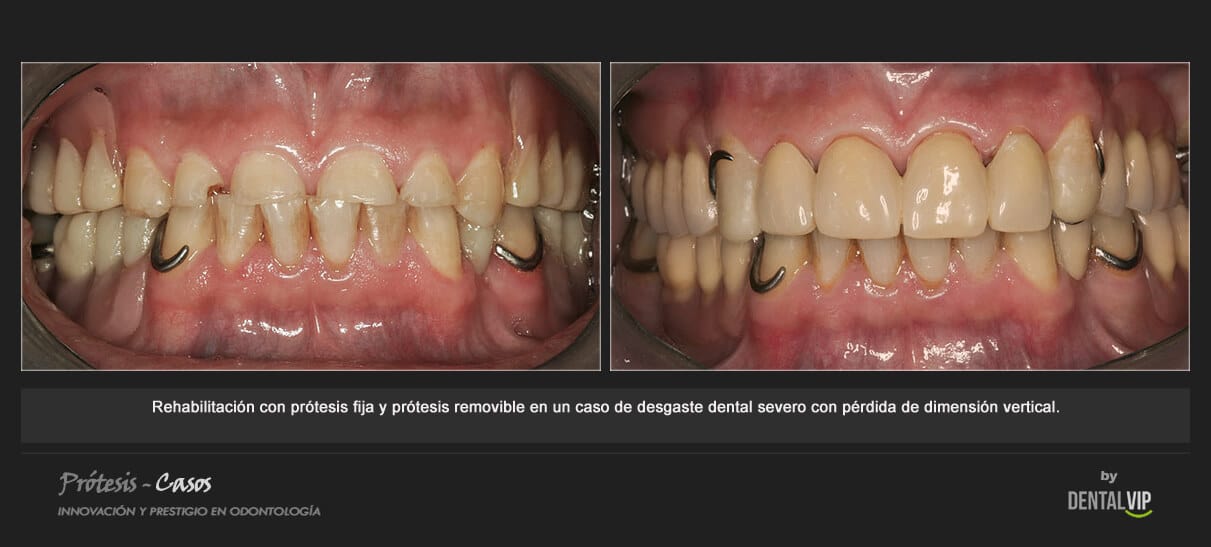 Rehabilitación con prótesis fija y prótesis removible en un caso de desgaste dental severo con pérdida de dimensión vertical.
Prótesis - Casos
INNOVACIÓN Y PRESTIGIO EN ODONTOLOGÍA
by
DENTALVIP